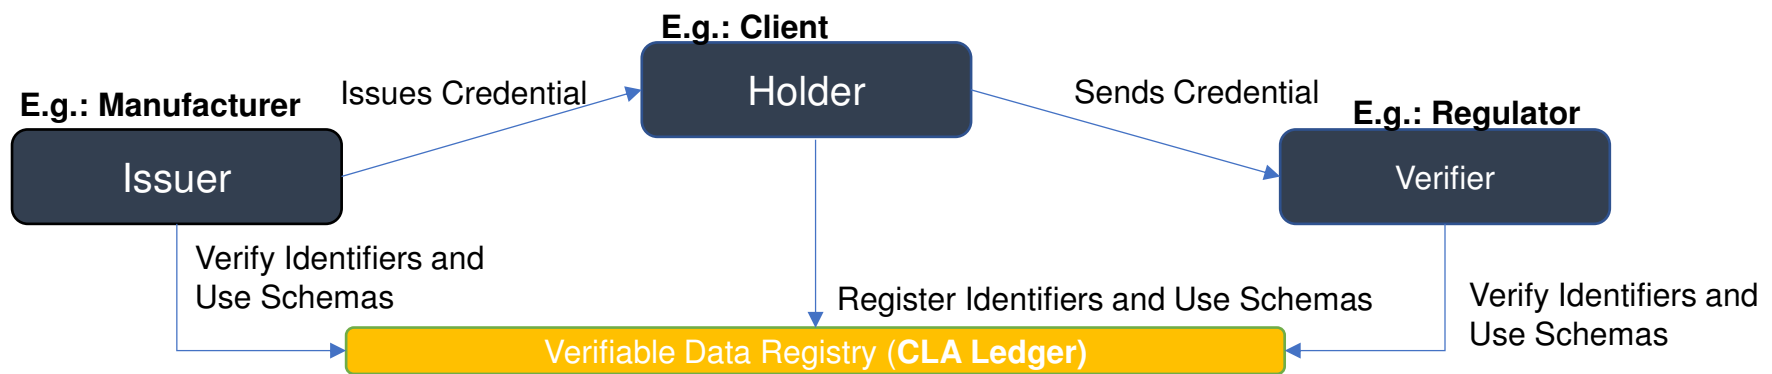 E.g.: Client
Holder
Issues Credential
Sends Credential
E.g.: Manufacturer
Issuer
E.g.: Regulator
Verifier
Verify Identifiers and
Use Schemas
Register Identifiers and Use Schemas
Verify Identifiers and
Use Schemas
Verifiable Data Registry (CLA Ledger)